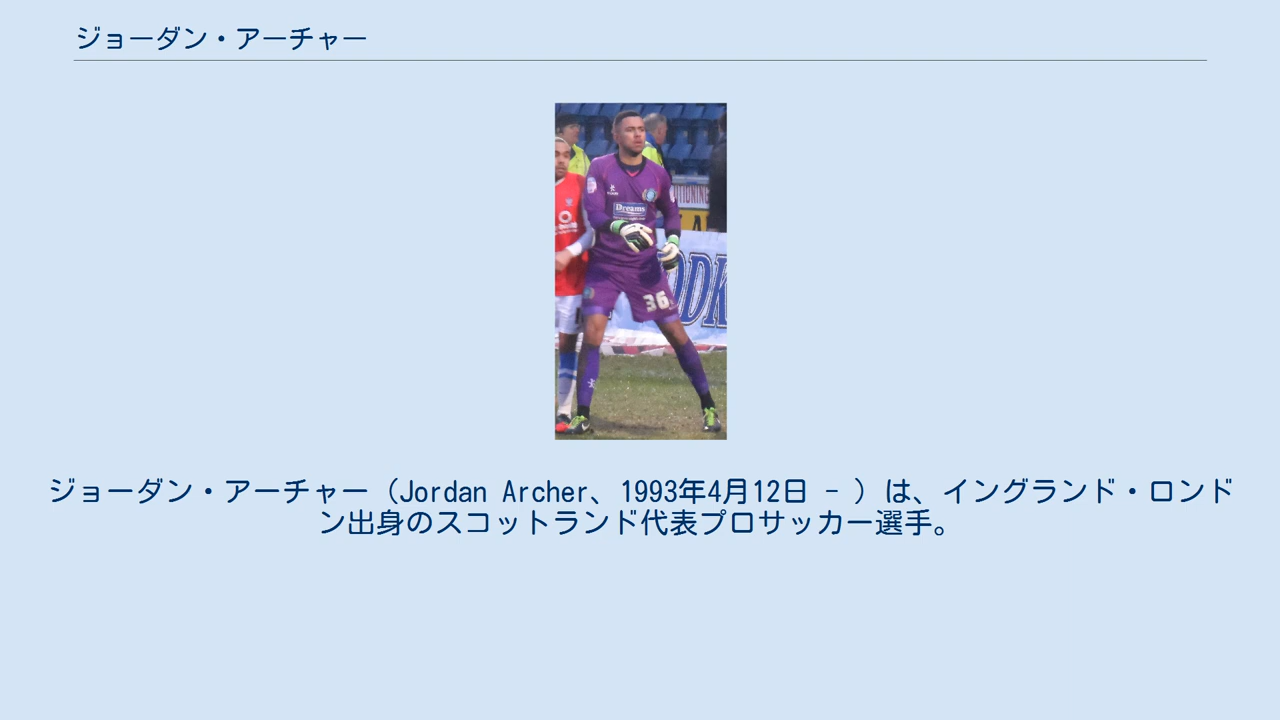 ジョーダン・アーチャー
Dreams
36
ジョーダン・アーチャー（Jordan Archer、1993年4月12日 - ）は、イングランド・ロンド
ン出身のスコットランド代表プロサッカー選手。